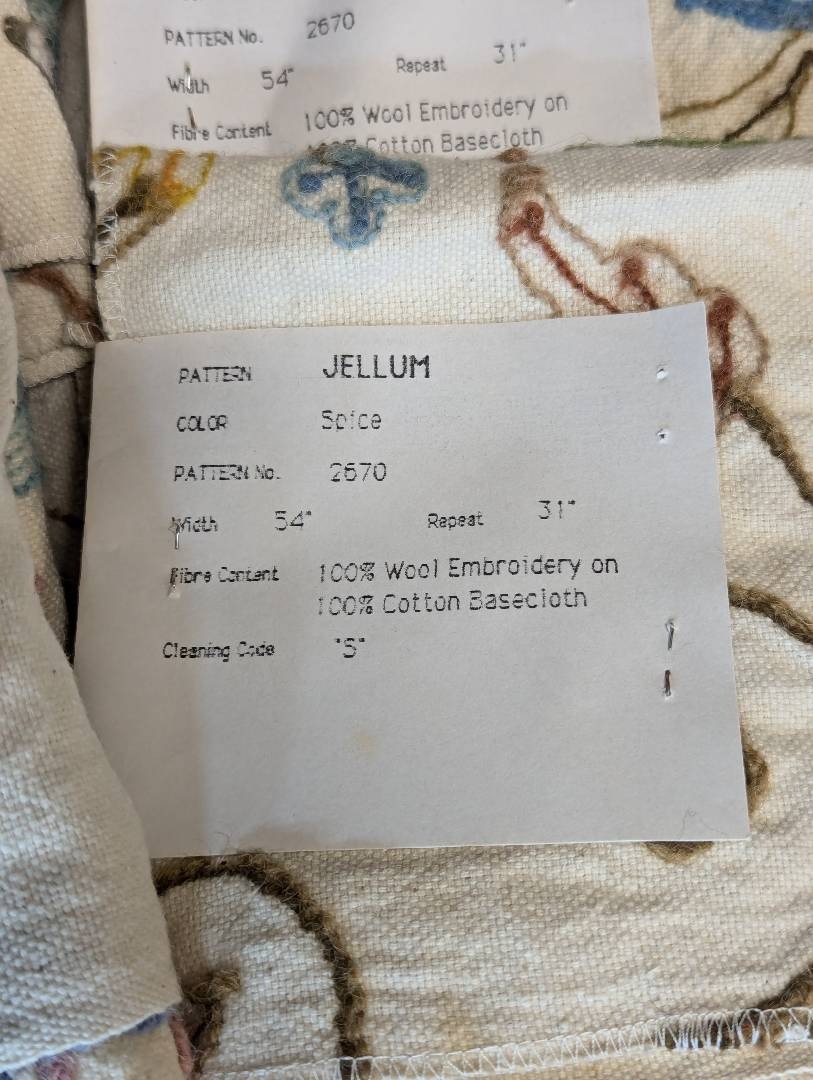 PATTERN No. 2670
Width 54" Repeat 31"
Fibre Content 100% Wool Embroidery on
100% Cotton Basecloth
PATTERN JELLUM
COLOR Spice
PATTERN No. 2670
Width 54" Repeat 31"
Fibre Content 100% Wool Embroidery on
100% Cotton Basecloth
Cleaning Code "S"